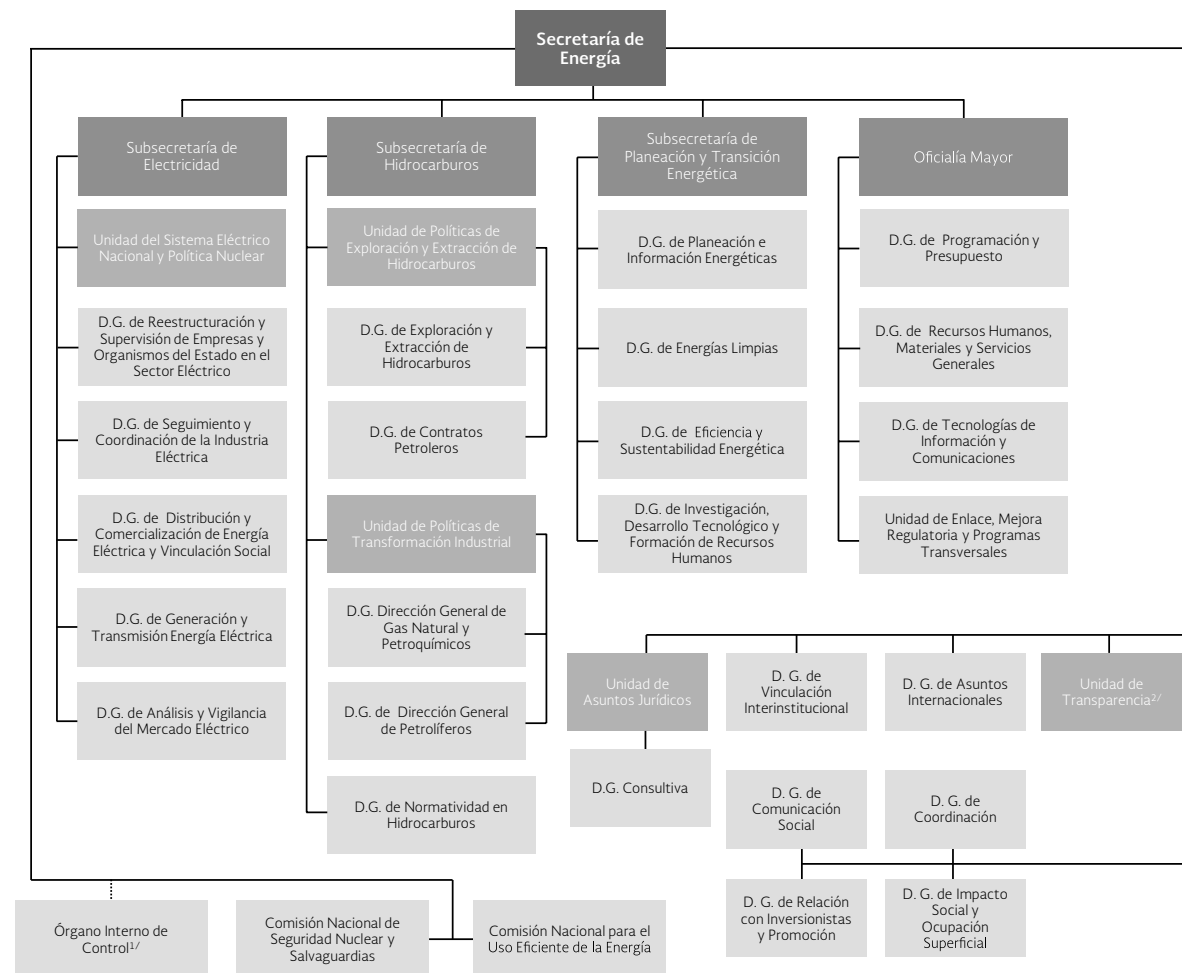 Secretaría de
Energía
Subsecretaría de
Electricidad
Unidad del Sistema Eléctrico
Nacional y Política Nuclear
D.G. de Reestructuración y
Supervisión de Empresas y
Organismos del Estado en el
Sector Eléctrico
D.G. de Seguimiento y
Coordinación de la Industria
Eléctrica
D.G. de Distribución y
Comercialización de Energía
Eléctrica y Vinculación Social
D.G. de Generación y
Transmisión Energía Eléctrica
D.G. de Análisis y Vigilancia
del Mercado Eléctrico
Subsecretaría de
Hidrocarburos
Unidad de Políticas de
Exploración y Extracción de
Hidrocarburos
D.G. de Exploración y
Extracción de
Hidrocarburos
D.G. de Contratos
Petroleros
Unidad de Políticas de
Transformación Industrial
D.G. Dirección General de
Gas Natural y
Petroquímicos
D.G. de Dirección General
de Petrolíferos
D.G. de Normatividad en
Hidrocarburos
Subsecretaría de
Planeación y Transición
Energética
D.G. de Planeación e
Información Energéticas
D.G. de Energías Limpias
D.G. de Eficiencia y
Sustentabilidad Energética
D.G. de Investigación,
Desarrollo Tecnológico y
Formación de Recursos
Humanos
Oficialía Mayor
D.G. de Programación y
Presupuesto
D.G. de Recursos Humanos,
Materiales y Servicios
Generales
D.G. de Tecnologías de
Información y
Comunicaciones
Unidad de Enlace, Mejora
Regulatoria y Programas
Transversales
Unidad de
Asuntos Jurídicos
D. G. de
Vinculación
Interinstitucional
D. G. de Asuntos
Internacionales
Unidad de
Transparencia2/
D.G. Consultiva
D. G. de
Comunicación
Social
D. G. de
Coordinación
D. G. de Relación
con Inversionistas
y Promoción
D. G. de Impacto
Social y
Ocupación
Superficial
Órgano Interno de
Control1/
Comisión Nacional de
Seguridad Nuclear y
Salvaguardias
Comisión Nacional para el
Uso Eficiente de la Energía